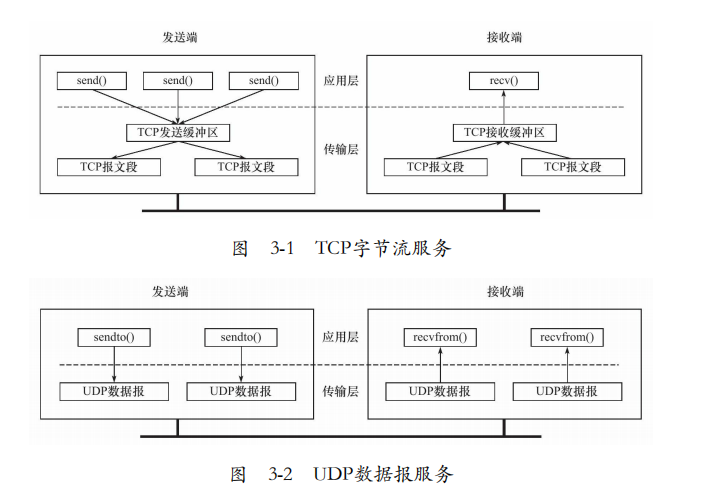 发送端 接收端
send() send() send() 应用层 recv()
TCP发送缓冲区 TCP接收缓冲区
传输层
TCP报文段 TCP报文段 TCP报文段 TCP报文段
图 3-1 TCP字节流服务
发送端 接收端
sendto() sendto() 应用层 recvfrom() recvfrom()
UDP数据报 UDP数据报 传输层 UDP数据报 UDP数据报
图 3-2 UDP数据报服务